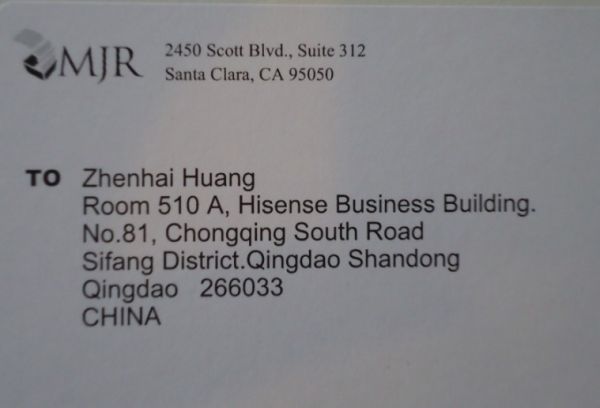 MJR
2450 Scott Blvd., Suite 312
Santa Clara, CA 95050
TO Zhenhai Huang
Room 510 A, Hisense Business Building.
No.81, Chongqing South Road
Sifang District.Qingdao Shandong
Qingdao 266033
CHINA